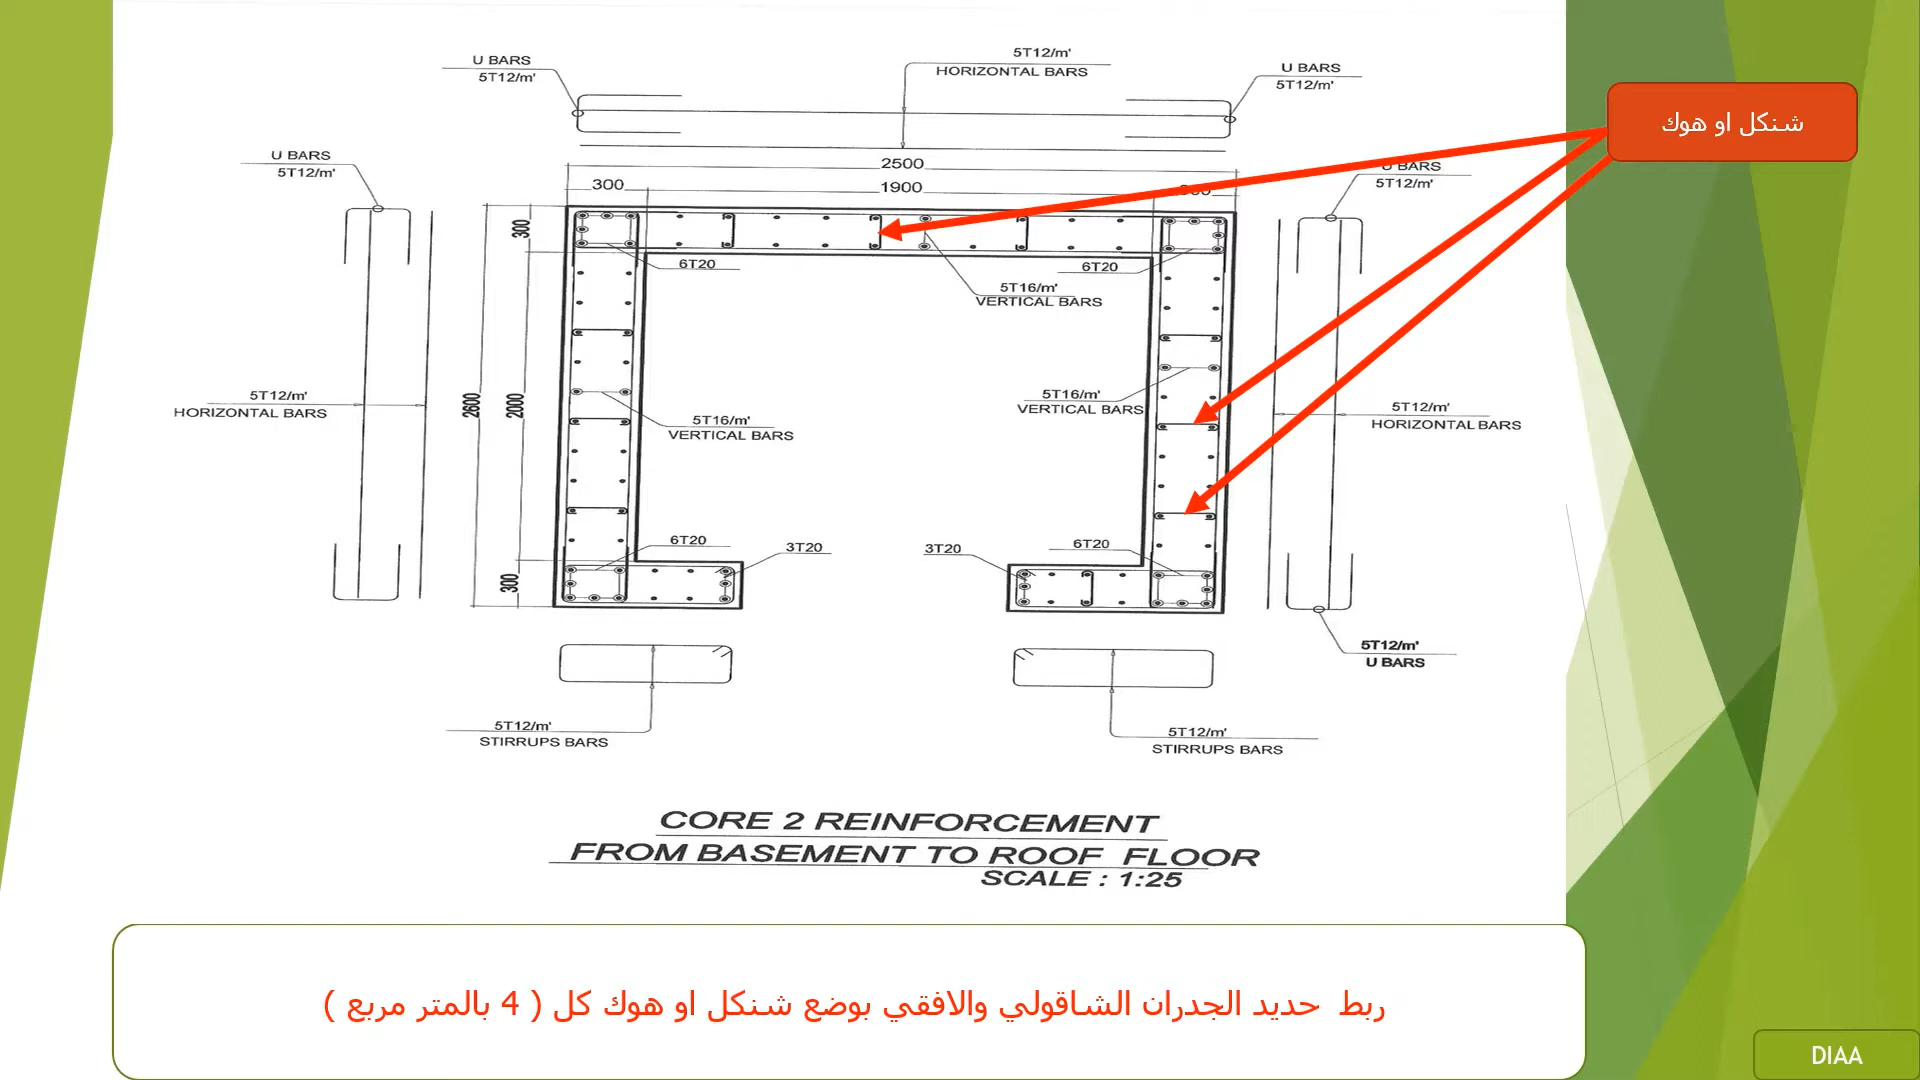 5T12/m'
HORIZONTAL BARS
U BARS
5T12/m'
U BARS
5T12/m'
شنكل او هوك
U BARS
5T12/m'
U BARS
5T12/m'
2500
300
1900
300
6T20
6T20
5T16/m'
VERTICAL BARS
2600
2000
5T12/m'
HORIZONTAL BARS
5T16/m'
VERTICAL BARS
5T16/m'
VERTICAL BARS
5T12/m'
HORIZONTAL BARS
6T20
3T20
3T20
6T20
300
5T12/m'
U BARS
5T12/m'
STIRRUPS BARS
5T12/m'
STIRRUPS BARS
CORE 2 REINFORCEMENT
FROM BASEMENT TO ROOF FLOOR
SCALE : 1:25
ربط حديد الجدران الشاقولي والافقي بوضع شنكل او هوك كل ( 4 بالمتر مربع )
DIAA